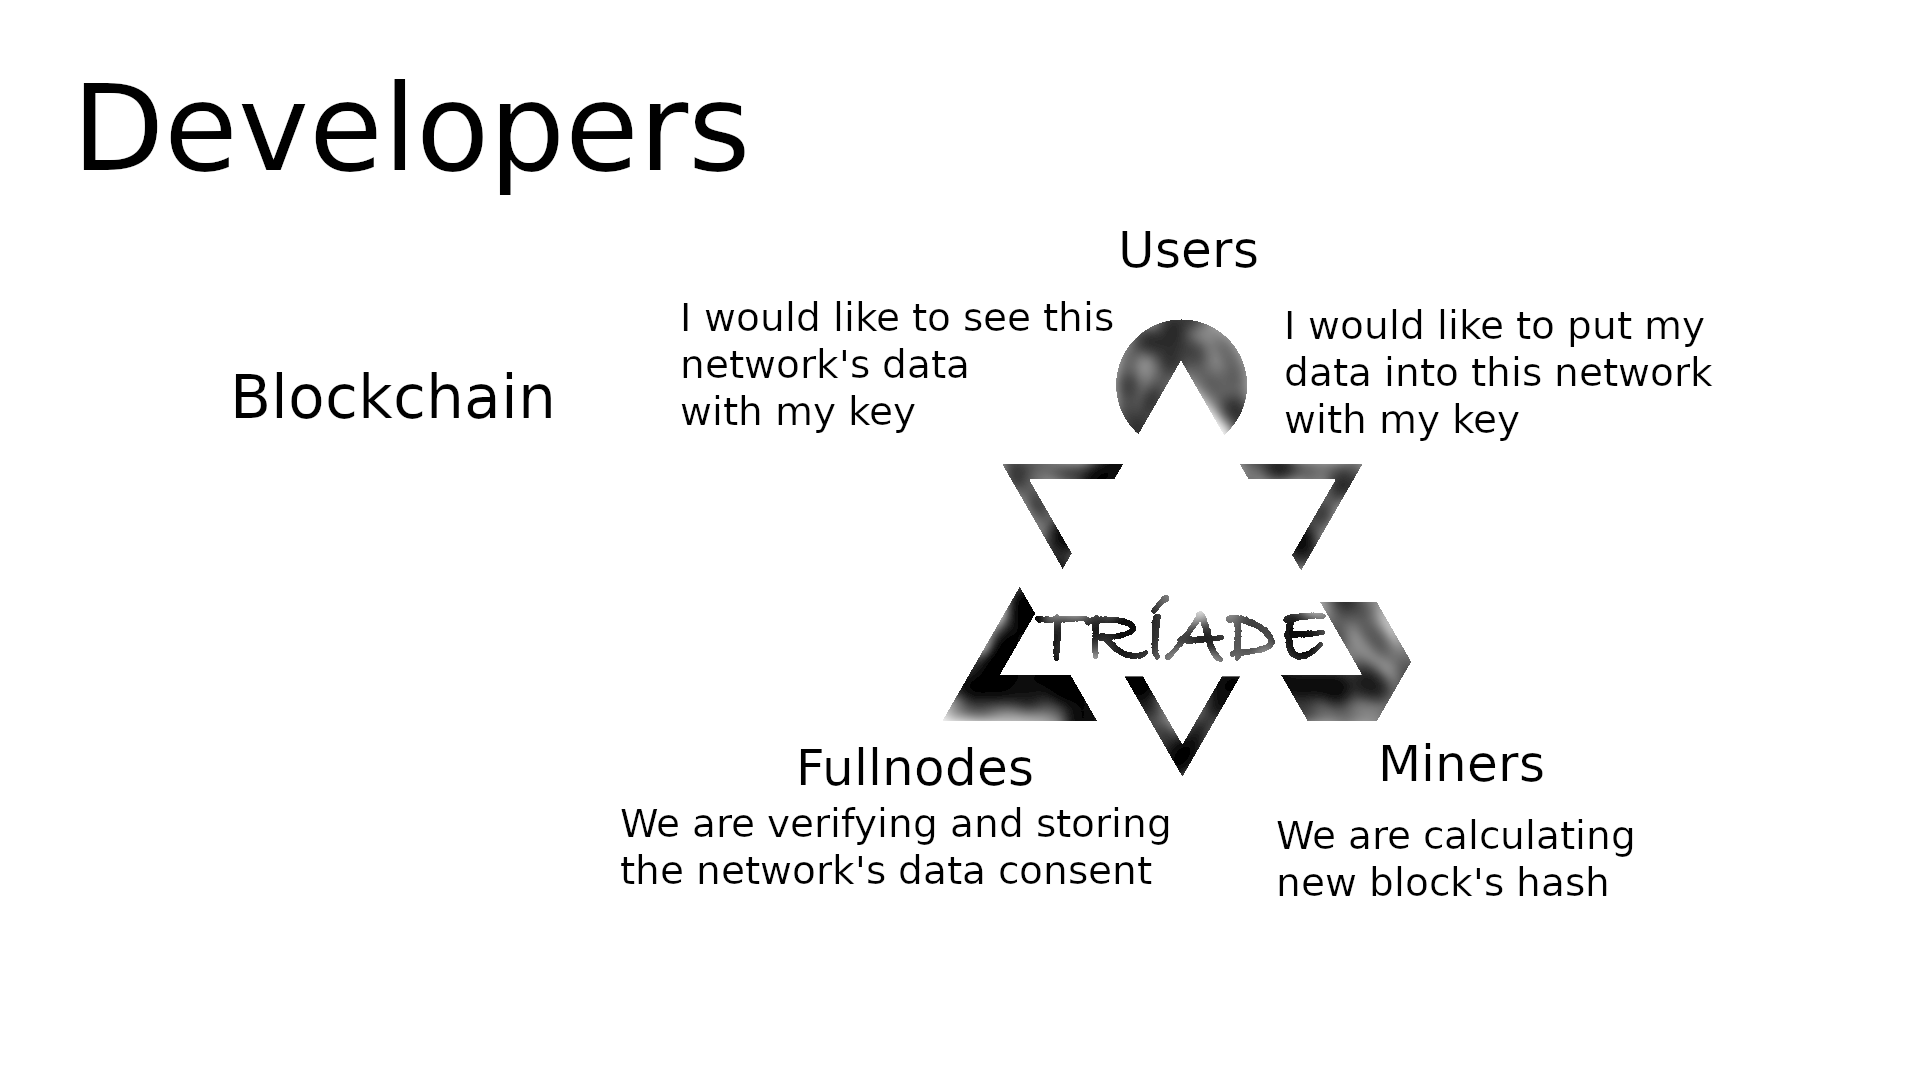 Developers
Users
I would like to see this
network's data
with my key
I would like to put my
data into this network
with my key
Blockchain
TRÍADE
Fullnodes
We are verifying and storing
the network's data consent
Miners
We are calculating
new block's hash